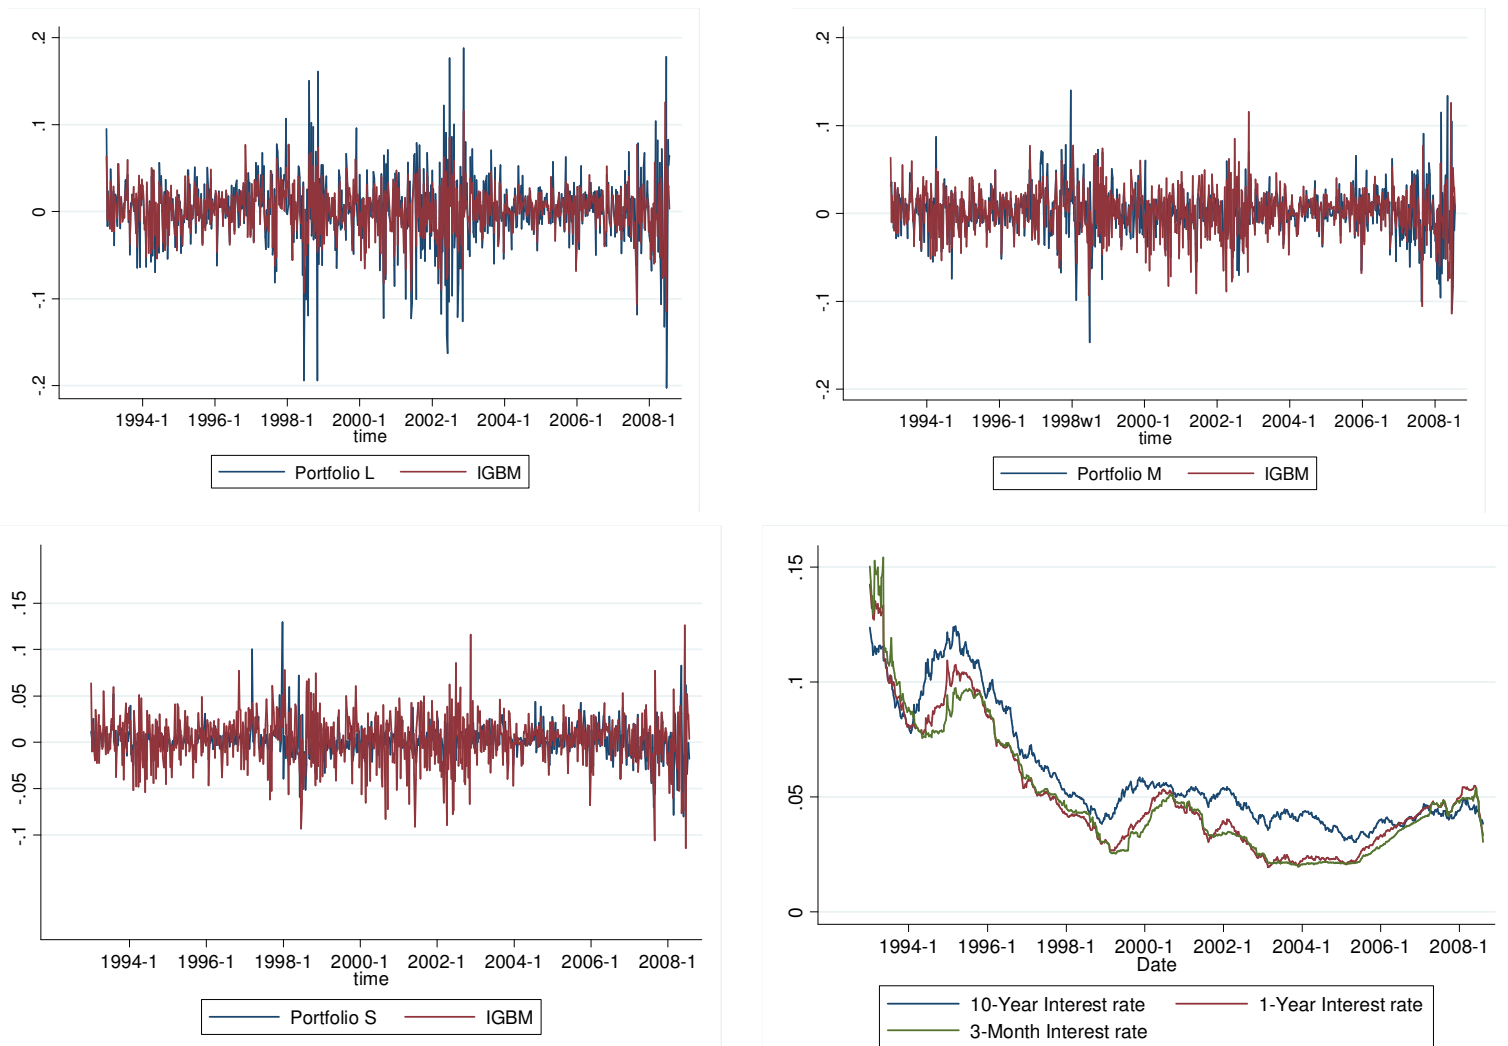 .2
.1
0
-.1
-.2
1994-1 1996-1 1998-1 2000-1 2002-1 2004-1 2006-1 2008-1
time
Portfolio L IGBM
.2
.1
0
-.1
-.2
1994-1 1996-1 1998w1 2000-1 2002-1 2004-1 2006-1 2008-1
time
Portfolio M IGBM
.15
.1
.05
0
-.05
-.1
1994-1 1996-1 1998-1 2000-1 2002-1 2004-1 2006-1 2008-1
time
Portfolio S IGBM
.15
.1
.05
0
1994-1 1996-1 1998-1 2000-1 2002-1 2004-1 2006-1 2008-1
Date
10-Year Interest rate 1-Year Interest rate
3-Month Interest rate